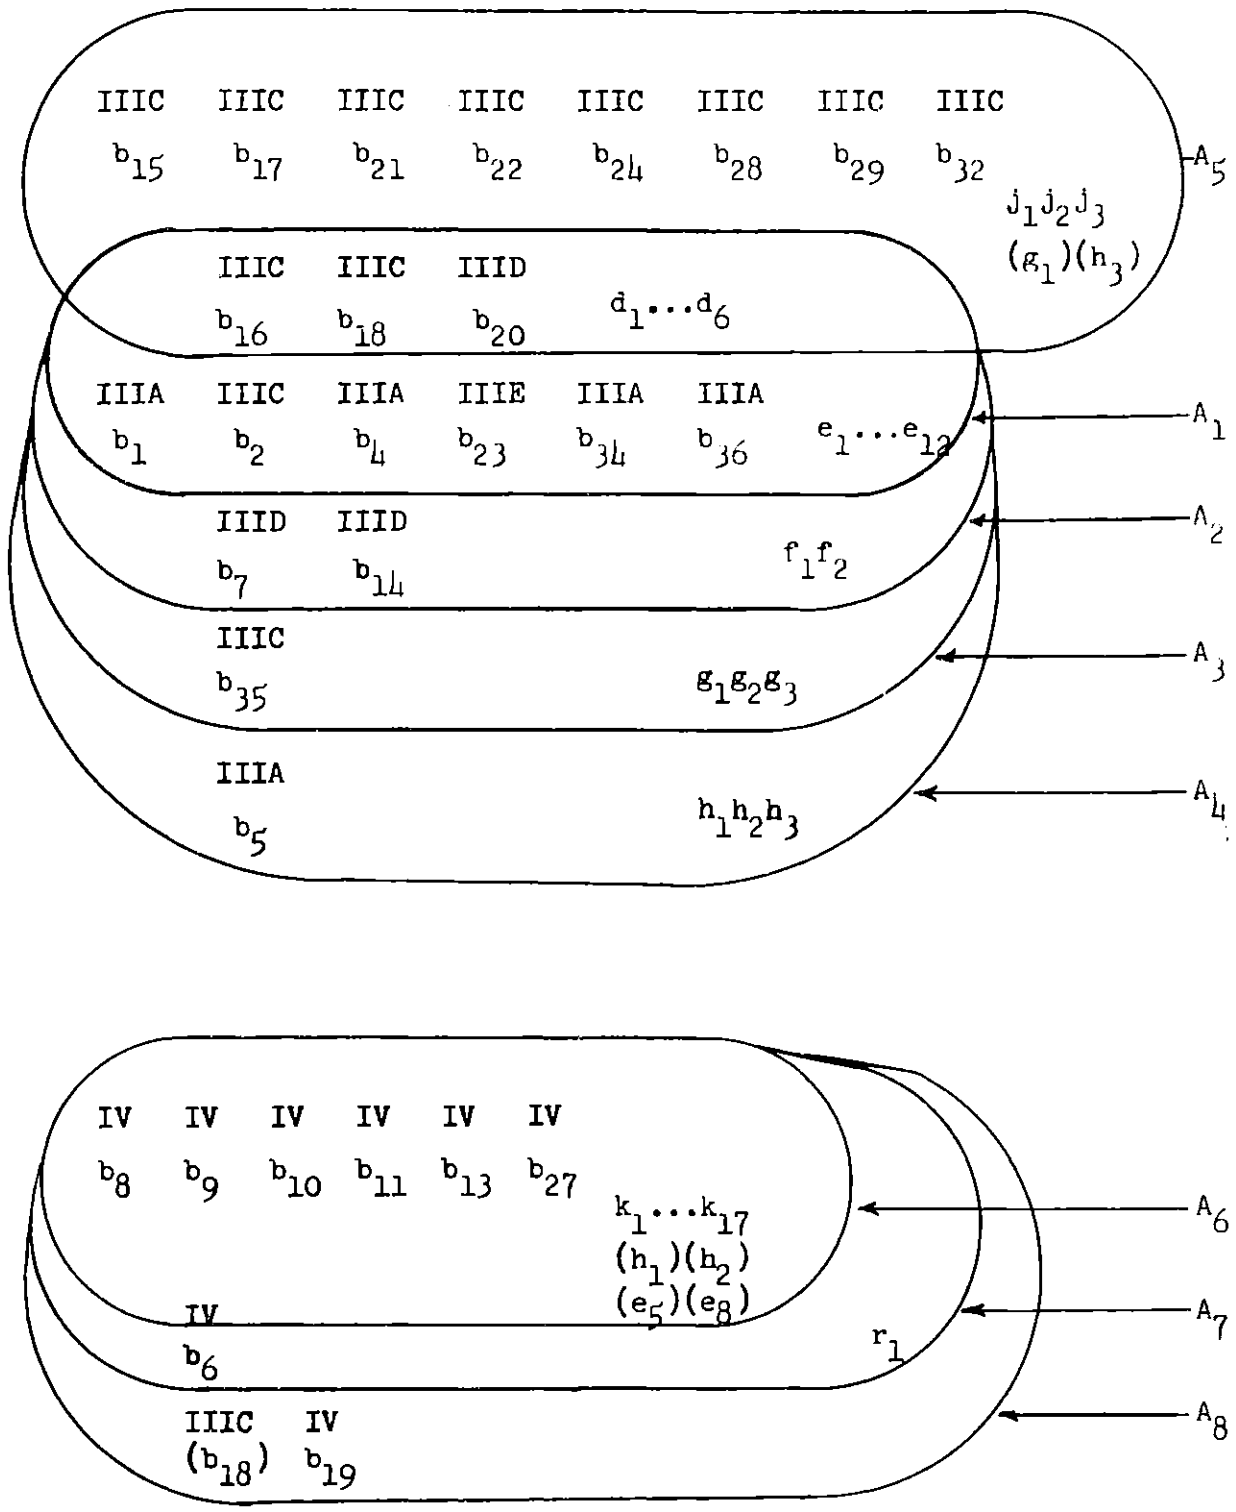 IIIC IIIC IIIC IIIC IIIC IIIC IIIC IIIC
b15 b17 b21 b22 b24 b28 b29 b32 A5
j1j2j3
(g1)(h3)
IIIC IIIC IIID
b16 b18 b20 d1...d6
IIIA IIIC IIIA IIIE IIIA IIIA
b1 b2 b4 b23 b34 b36 e1...e12 A1
IIID IIID A2
b7 b14 f1f2
IIIC A3
b35 g1g2g3
IIIA A4
b5 h1h2h3
IV IV IV IV IV IV
b8 b9 b10 b11 b13 b27
k1...k17 A6
(h1)(h2)
(e5)(e8)
IV A7
b6 r1
IIIC IV A8
(b18) b19